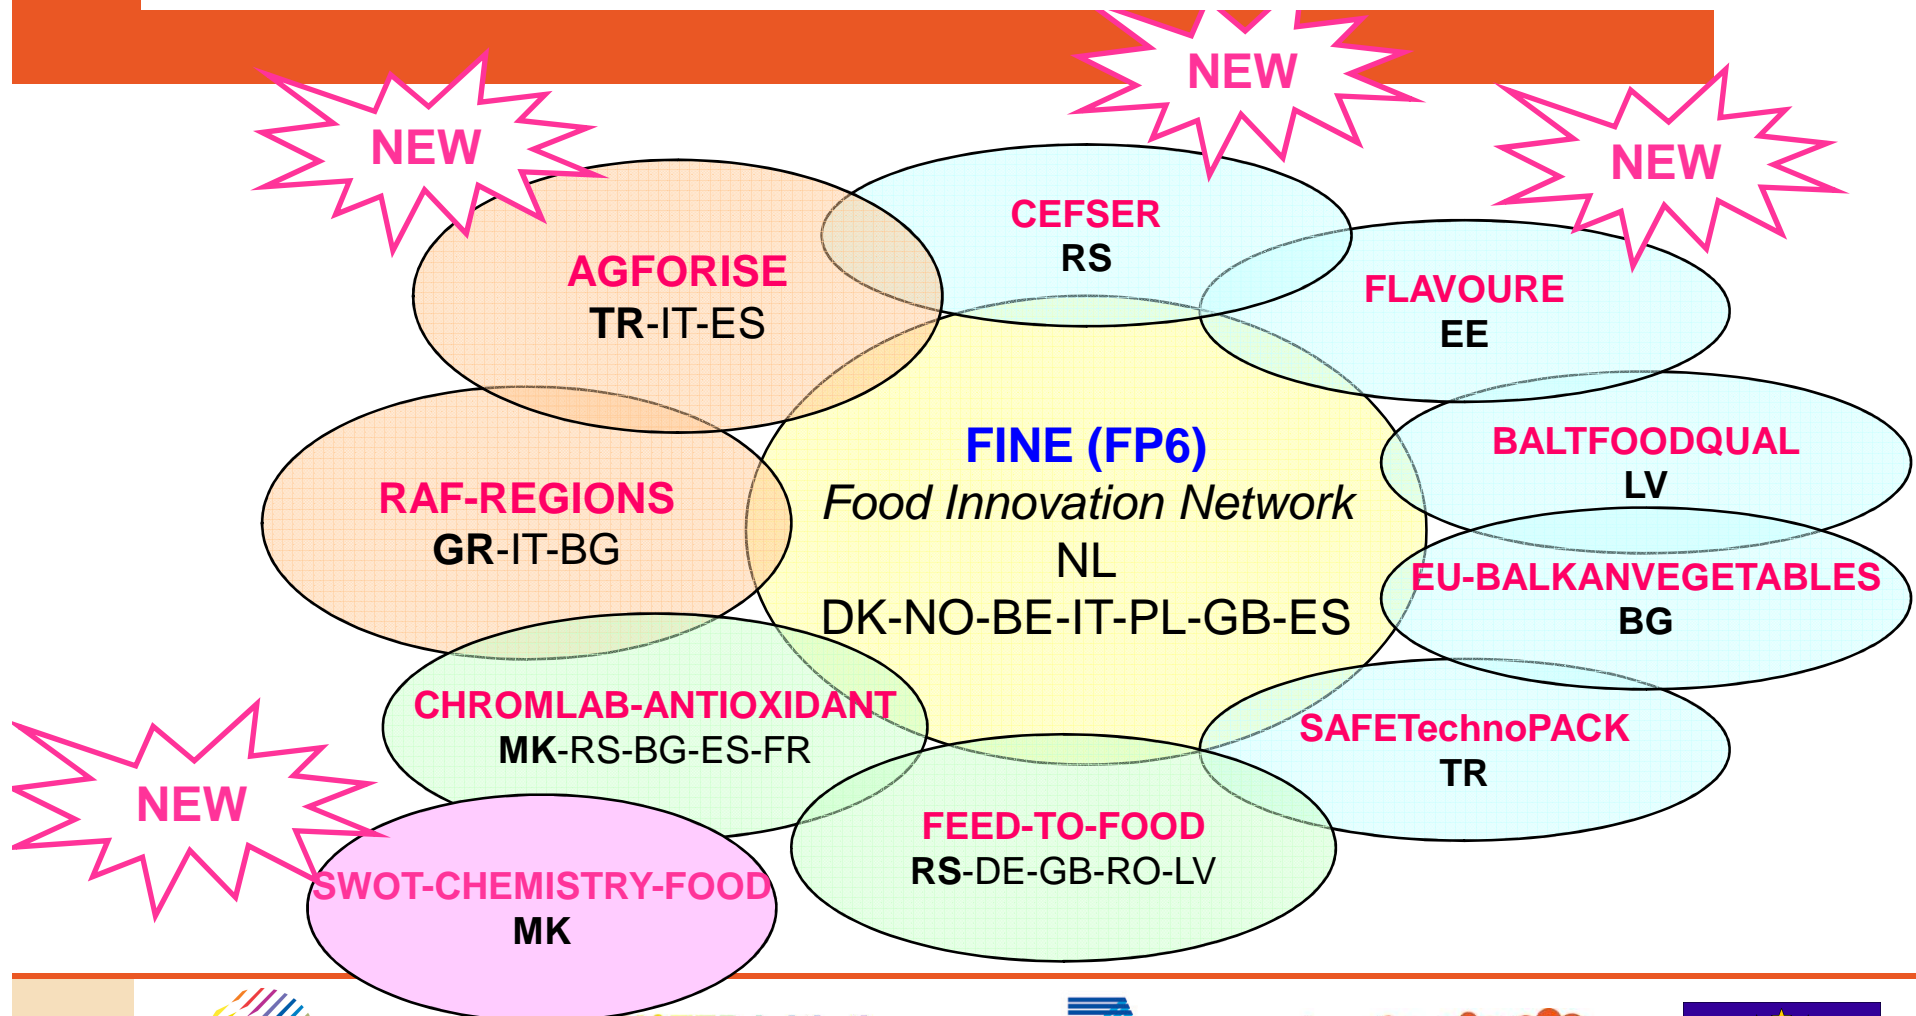 NEW
NEW
NEW
CEFSER
RS
AGFORISE
TR-IT-ES
FLAVOURE
EE
BALTFOODQUAL
LV
FINE (FP6)
Food Innovation Network
NL
DK-NO-BE-IT-PL-GB-ES
RAF-REGIONS
GR-IT-BG
EU-BALKANVEGETABLES
BG
CHROMLAB-ANTIOXIDANT
MK-RS-BG-ES-FR
SAFETechnoPACK
TR
NEW
FEED-TO-FOOD
RS-DE-GB-RO-LV
SWOT-CHEMISTRY-FOOD
MK